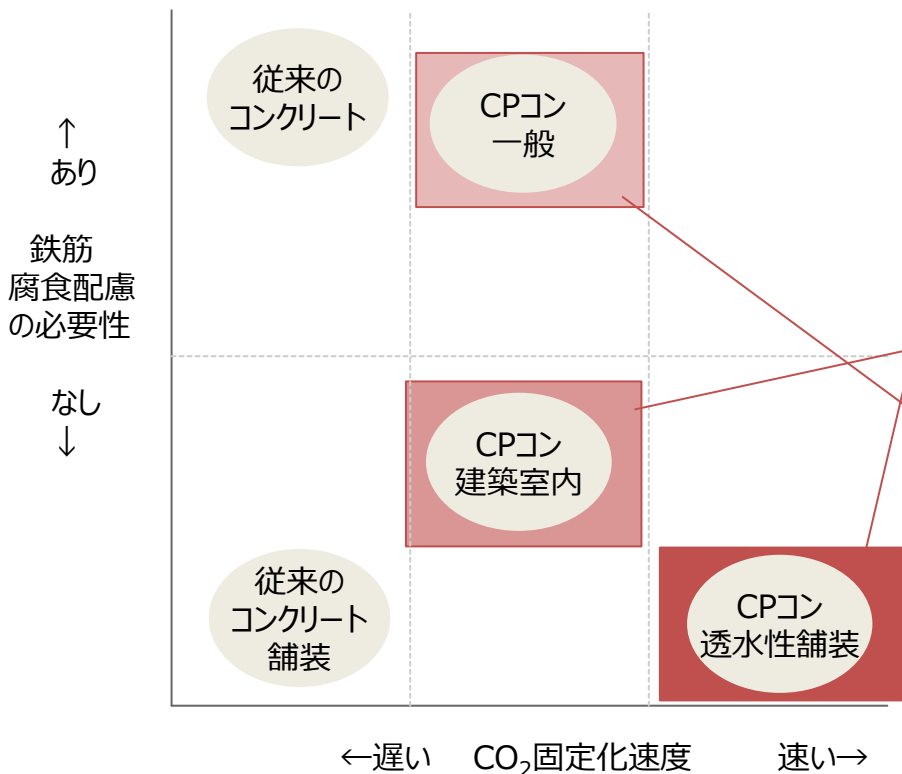 従来の
コンクリート
CPコン
一般
↑
あり
鉄筋
腐食配慮
の必要性
なし
↓
CPコン
建築室内
従来の
コンクリート
舗装
CPコン
透水性舗装
←遅い CO₂固定化速度 速い→